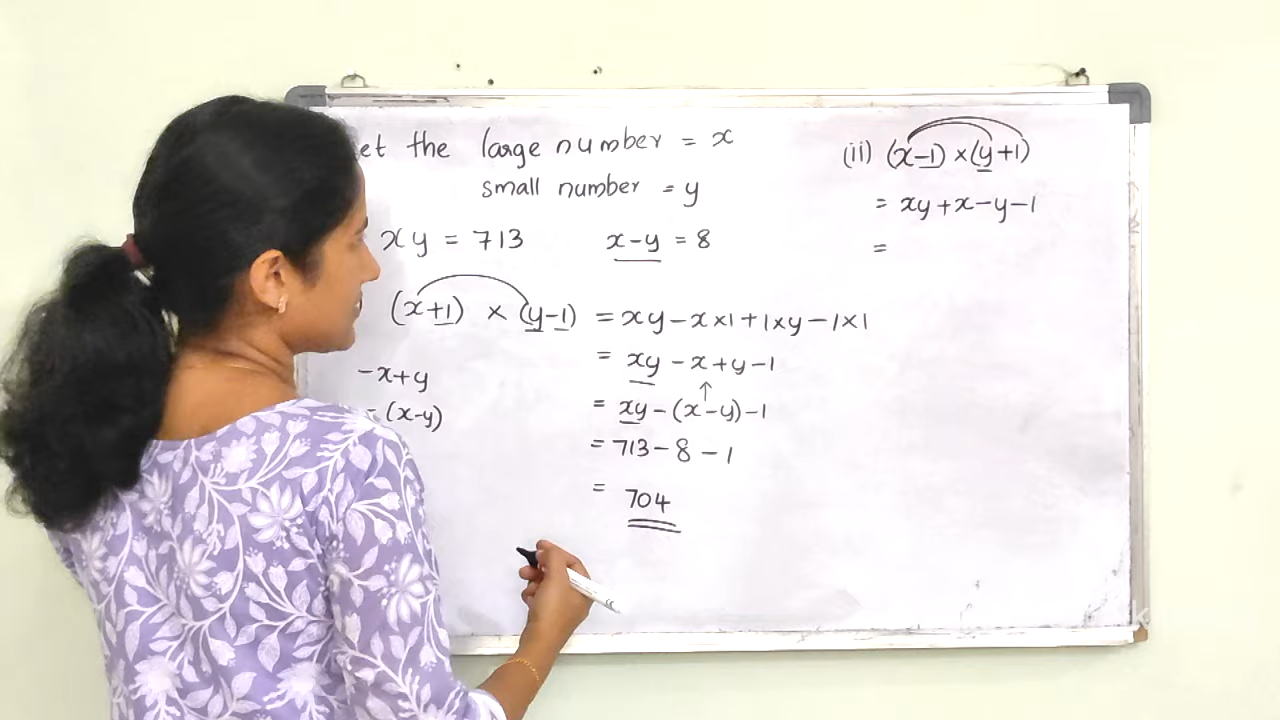 et the large number = x
small number = y
xy = 713 x-y = 8
(x+1) × (y-1) = xy - x×1 + 1×y - 1×1
= xy - x + y - 1
↑
= xy - (x-y) - 1
= 713 - 8 - 1
= 704
-x+y
- (x-y)
(ii) (x-1) × (y+1)
= xy + x - y - 1
=